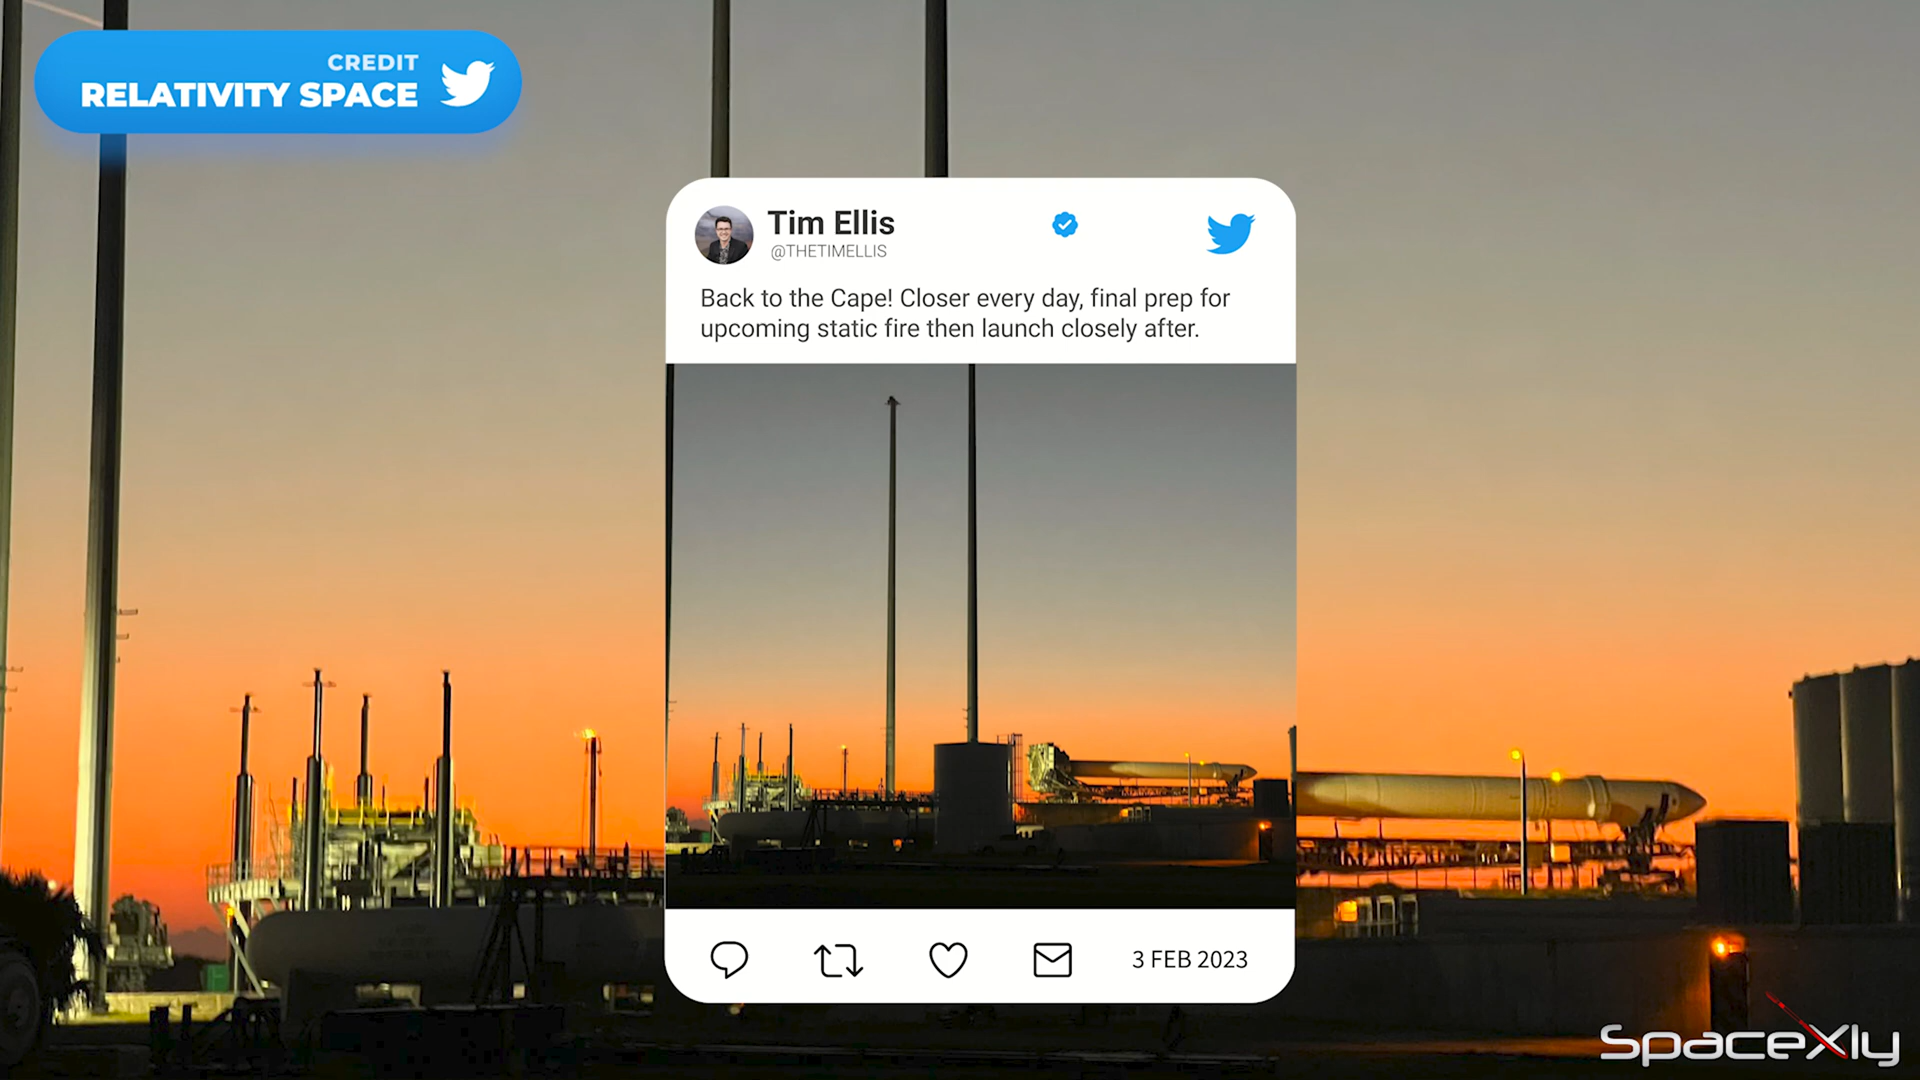 CREDIT
RELATIVITY SPACE
Tim Ellis
@THETIMELLIS
Back to the Cape! Closer every day, final prep for
upcoming static fire then launch closely after.
3 FEB 2023
SpaceXly